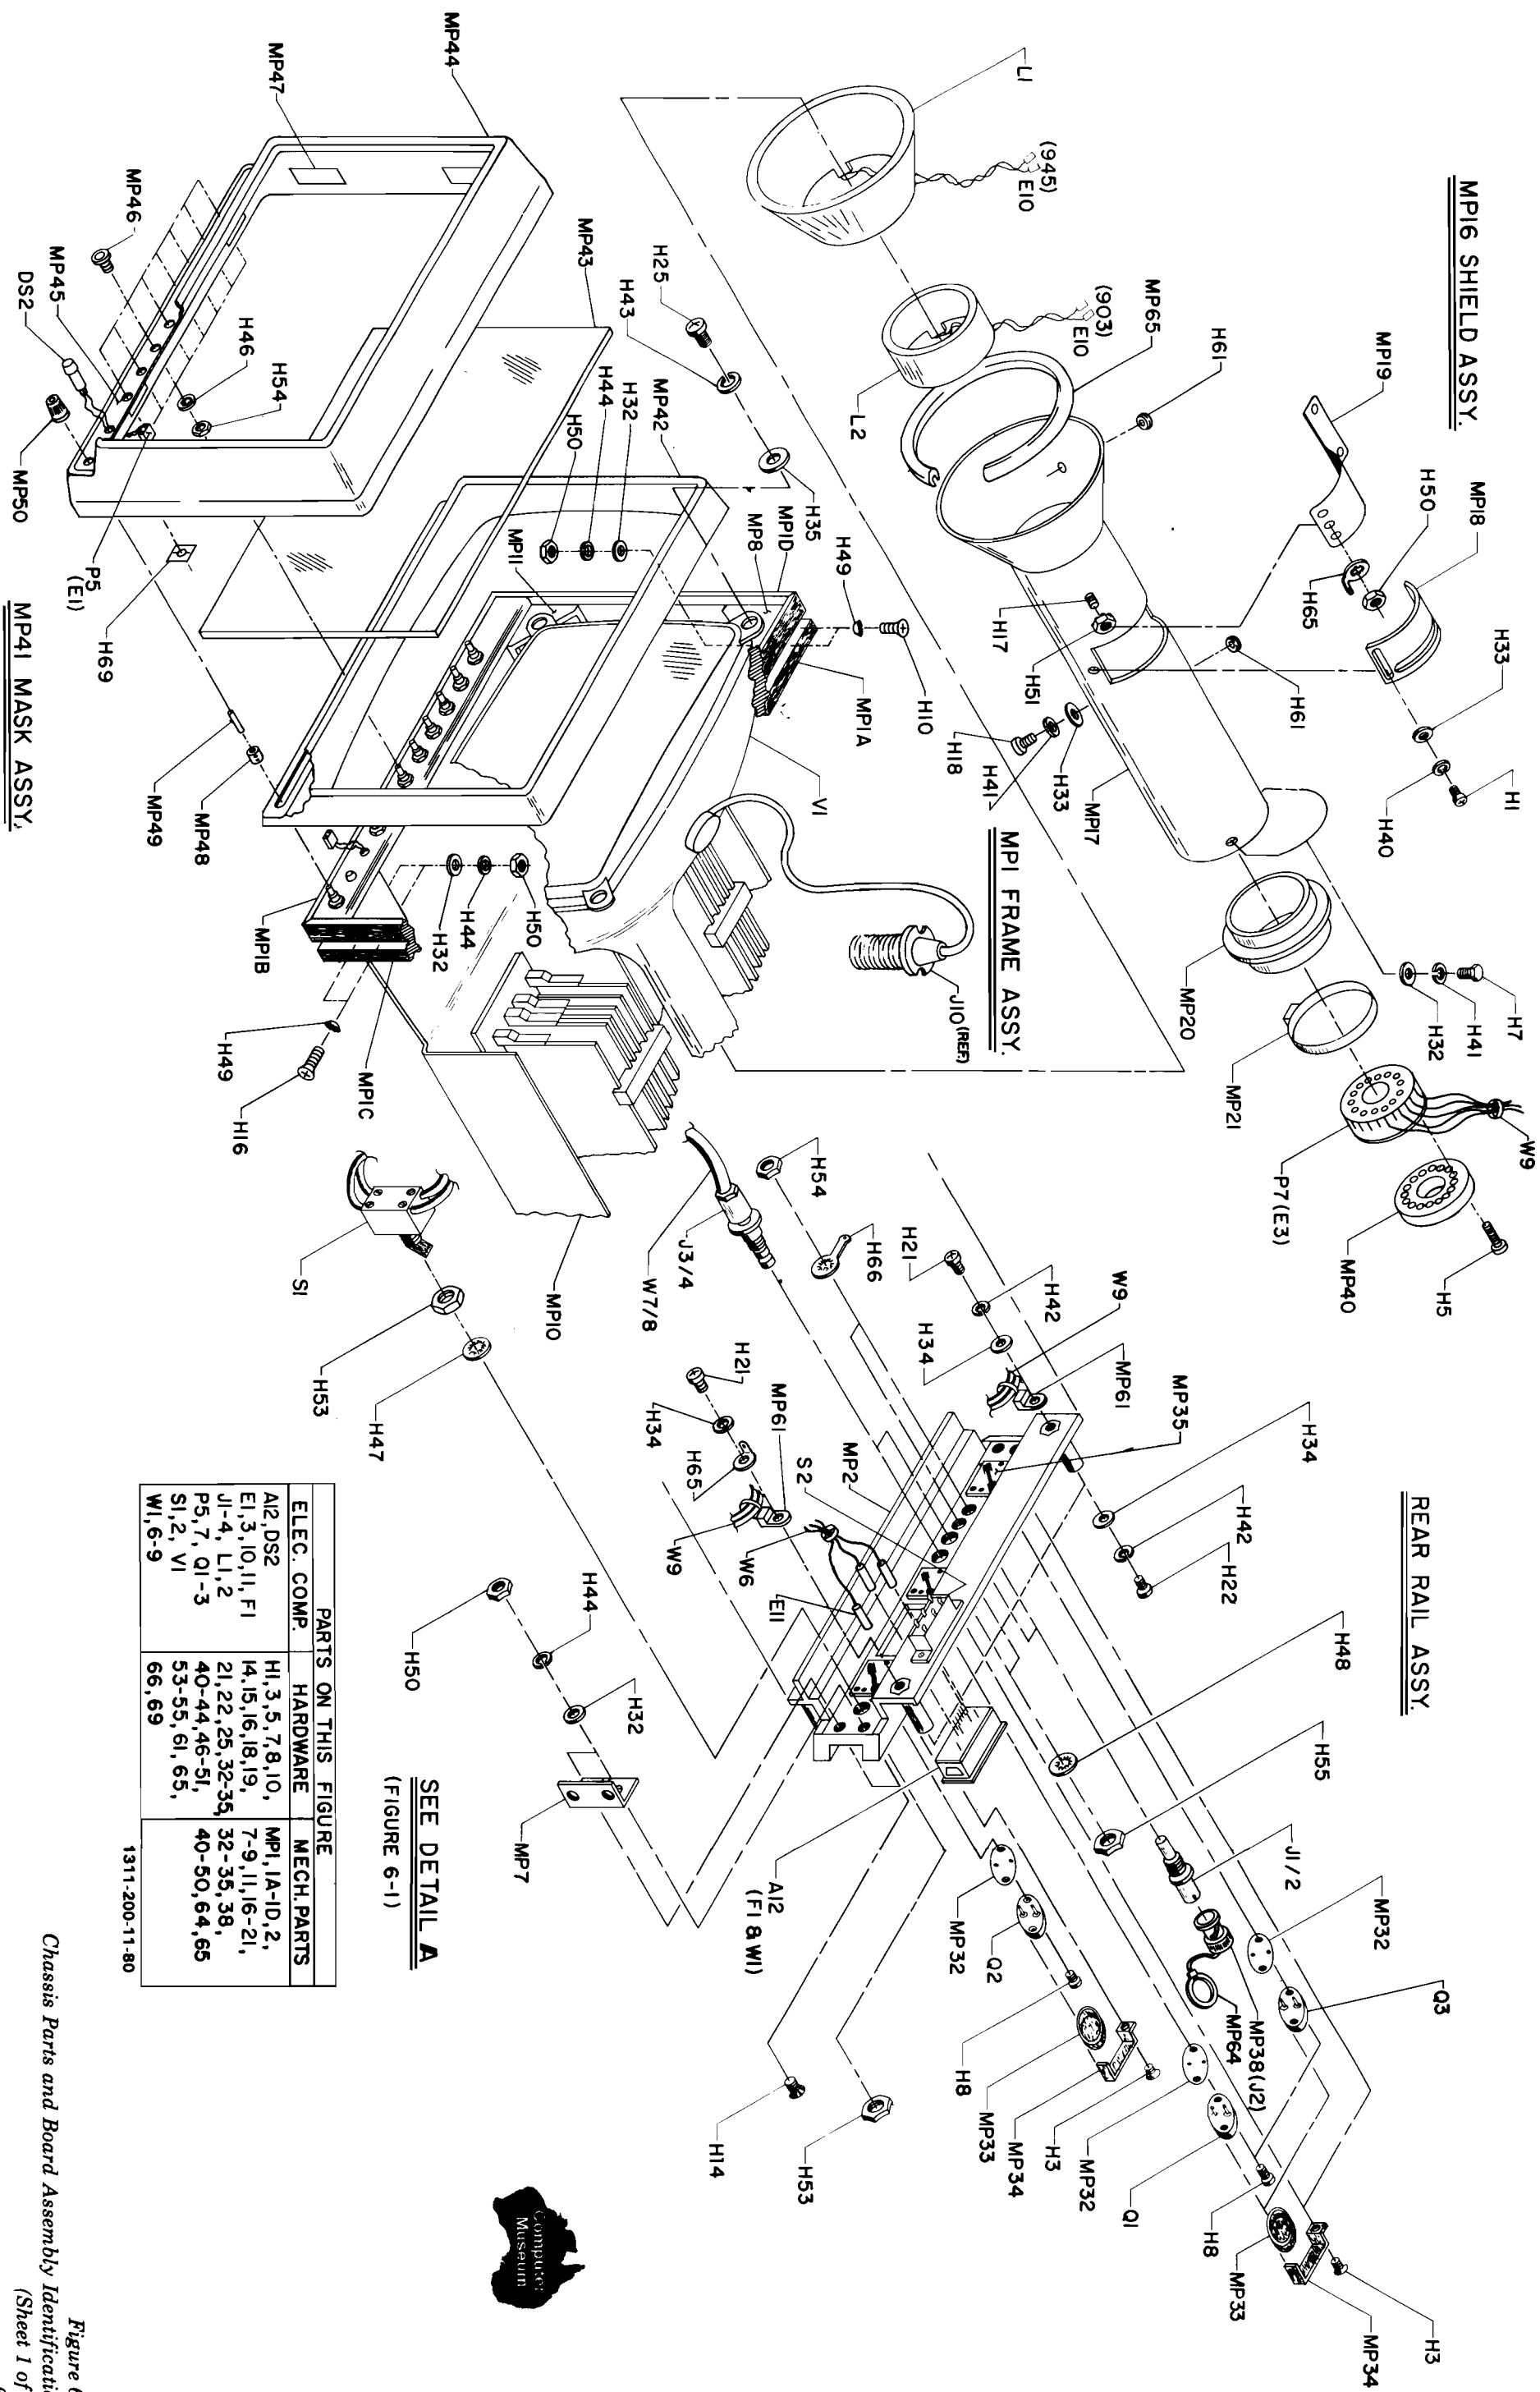 MP16 SHIELD ASSY.
MP19
H50
MP18
H65
H33
H40
H1
H61
H17
H51
H61
H33
H41
H18
MP17
MP65
L1
(945)
E10
L2
(903)
E10
MP20
H7
H41
H32
MP21
W9
P7(E3)
MP40
H5
MP1 FRAME ASSY.
J10(REF.)
H25
H43
H35
MP42
H32
H44
H50
MP11
MP8
MP1D
H49
H10
MP1A
V1
MP43
MP44
MP47
MP46
H46
H54
MP45
DS2
MP50
P5
(E1)
H69
MP49
MP48
MP41 MASK ASSY.
MP1B
H32
H44
H50
MP1C
H49
H16
MP10
S1
H53
H47
J3/4
W7/8
H54
H66
REAR RAIL ASSY.
H21
H42
H34
W9
MP61
MP35
H34
H42
H22
H48
H55
J1/2
MP32
Q3
MP38(J2)
MP64
MP2
S2
MP61
H21
H34
H65
W9
W6
E11
H50
H44
H32
MP7
A12
(F1 & W1)
MP32
Q2
H8
MP33
MP34
H3
MP32
Q1
H8
MP33
MP34
H3
H14
H53
SEE DETAIL A
(FIGURE 6-1)
PARTS ON THIS FIGURE
ELEC. COMP. HARDWARE MECH. PARTS
A12, DS2 H1,3,5,7,8,10, MP1, 1A-1D, 2,
E1,3,10,11,F1 14,15,16,18,19, 7-9,11,16-21,
J1-4, L1,2 21,22,25,32-35, 32-35,38,
P5,7, Q1-3 40-44,46-51, 40-50,64,65
S1,2, V1 53-55,61,65,
W1,6-9 66,69
1311-200-11-80
Computer
Museum
Figure 6
Chassis Parts and Board Assembly Identificati
(Sheet 1 of